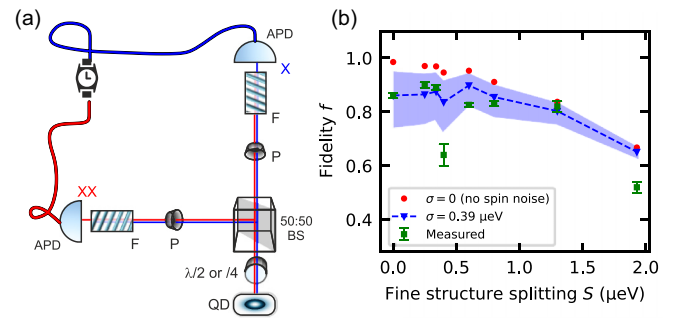 (a)
APD
X
F
P
XX
50:50
BS
APD
F
P
λ/2 or /4
QD
(b)
1.0
0.8
0.6
0.4
Fidelity f
σ = 0 (no spin noise)
σ = 0.39 μeV
Measured
0.0
0.5
1.0
1.5
2.0
Fine structure splitting S (μeV)